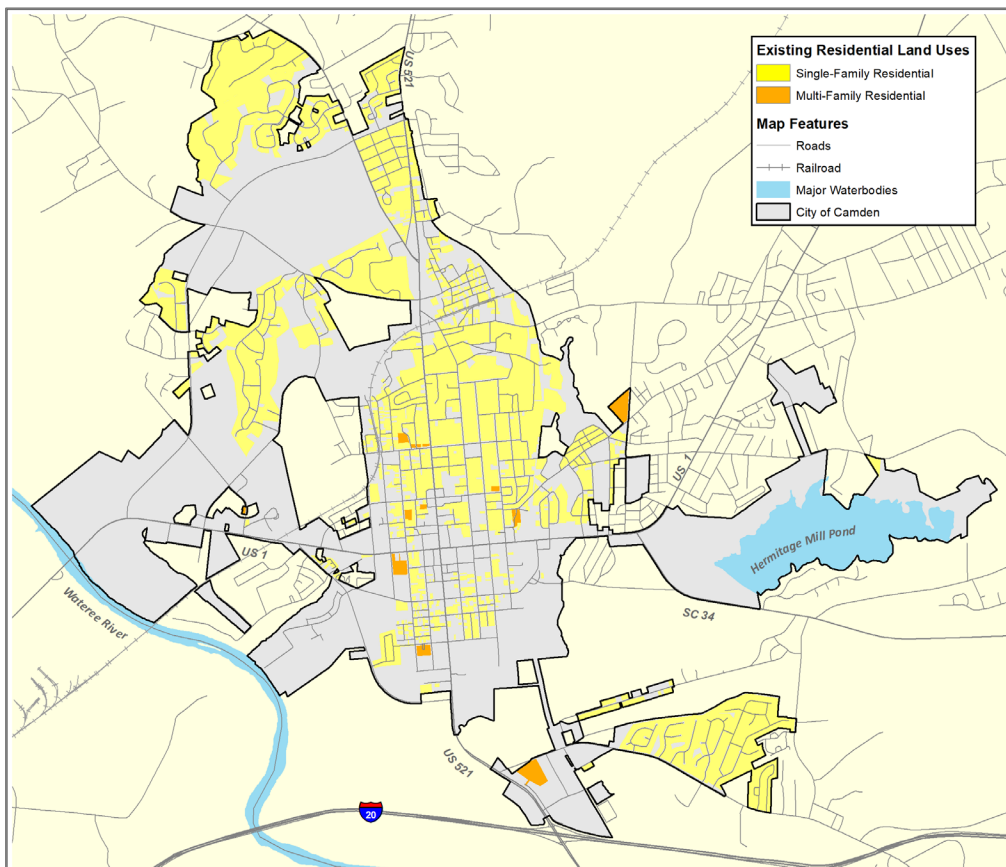 US 521
Existing Residential Land Uses
Single-Family Residential
Multi-Family Residential
Map Features
Roads
Railroad
Major Waterbodies
City of Camden
US 1
US 1
Hermitage Mill Pond
Wateree River
SC 34
US 521
20